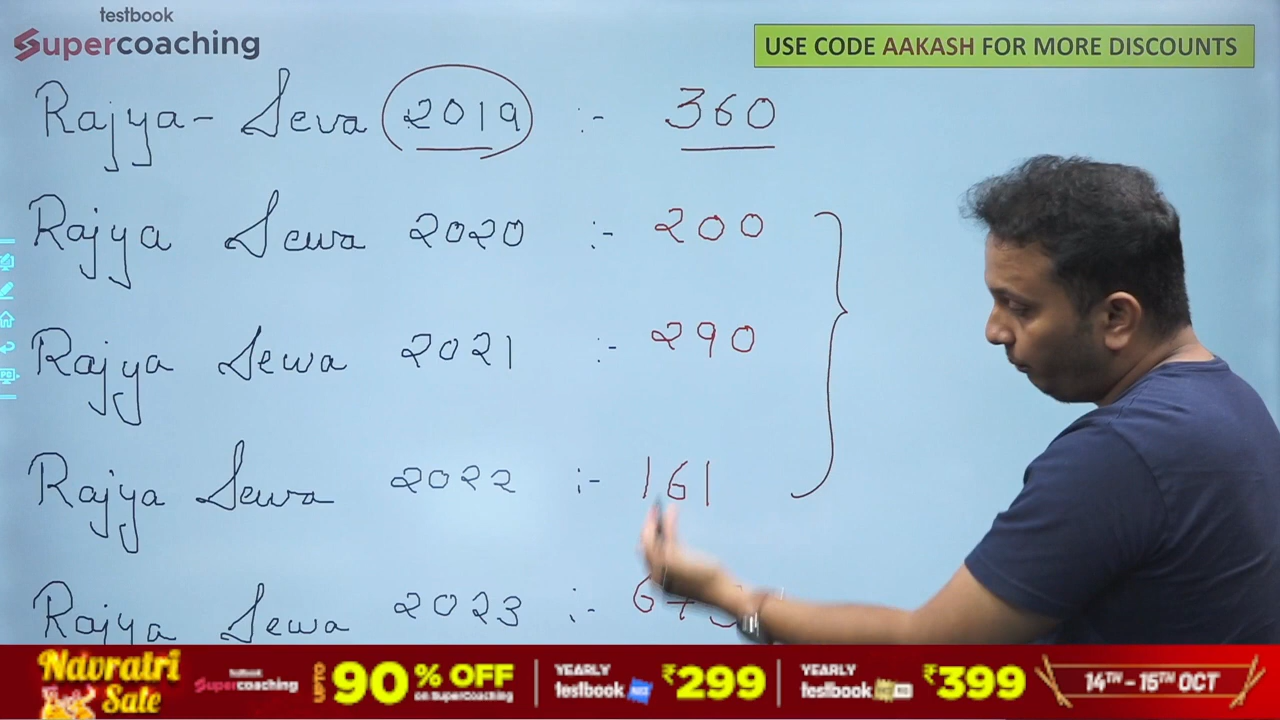 testbook
Supercoaching
USE CODE AAKASH FOR MORE DISCOUNTS
Rajya- Seva 2019 :- 360
Rajya Sewa 2020 :- 200
Rajya Sewa 2021 :- 290
Rajya Sewa 2022 :- 161
Rajya Sewa 2023 :-
Navratri Sale
testbook Supercoaching
UPTO 90% OFF on Supercoaching
YEARLY testbook ₹299
YEARLY testbook ₹399
14TH - 15TH OCT